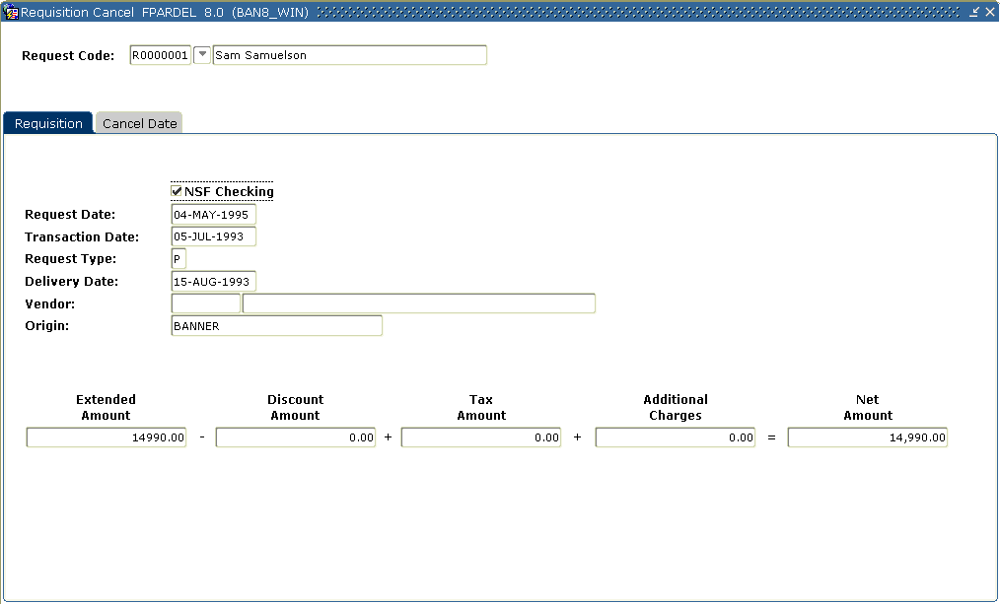 Requisition Cancel FPARDEL 8.0 (BAN8_WIN)
Request Code: R0000001 Sam Samuelson
Requisition Cancel Date
NSF Checking
Request Date: 04-MAY-1995
Transaction Date: 05-JUL-1993
Request Type: P
Delivery Date: 15-AUG-1993
Vendor:
Origin: BANNER
Extended Discount Tax Additional Net
Amount Amount Amount Charges Amount
14990.00 - 0.00 + 0.00 + 0.00 = 14,990.00